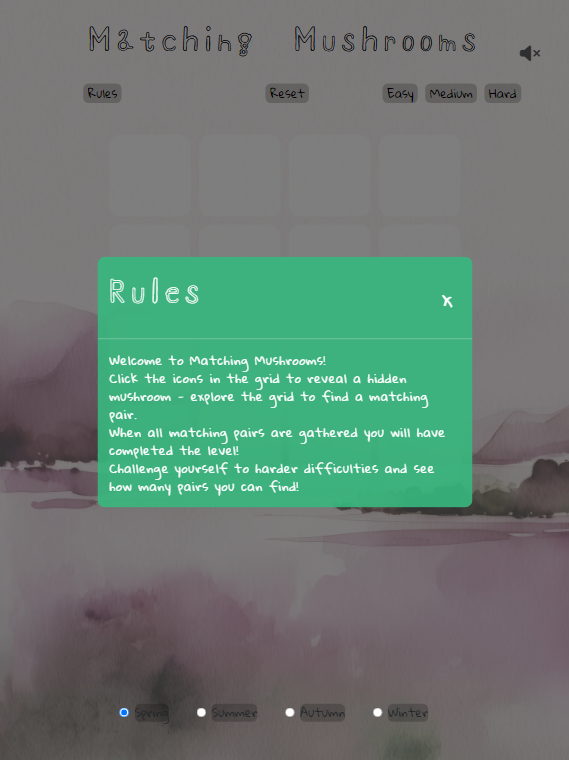 Matching Mushrooms
Rules Reset Easy Medium Hard
Rules x
Welcome to Matching Mushrooms!
Click the icons in the grid to reveal a hidden
mushroom - explore the grid to find a matching
pair.
When all matching pairs are gathered you will have
completed the level!
Challenge yourself to harder difficulties and see
how many pairs you can find!
Spring Summer Autumn Winter